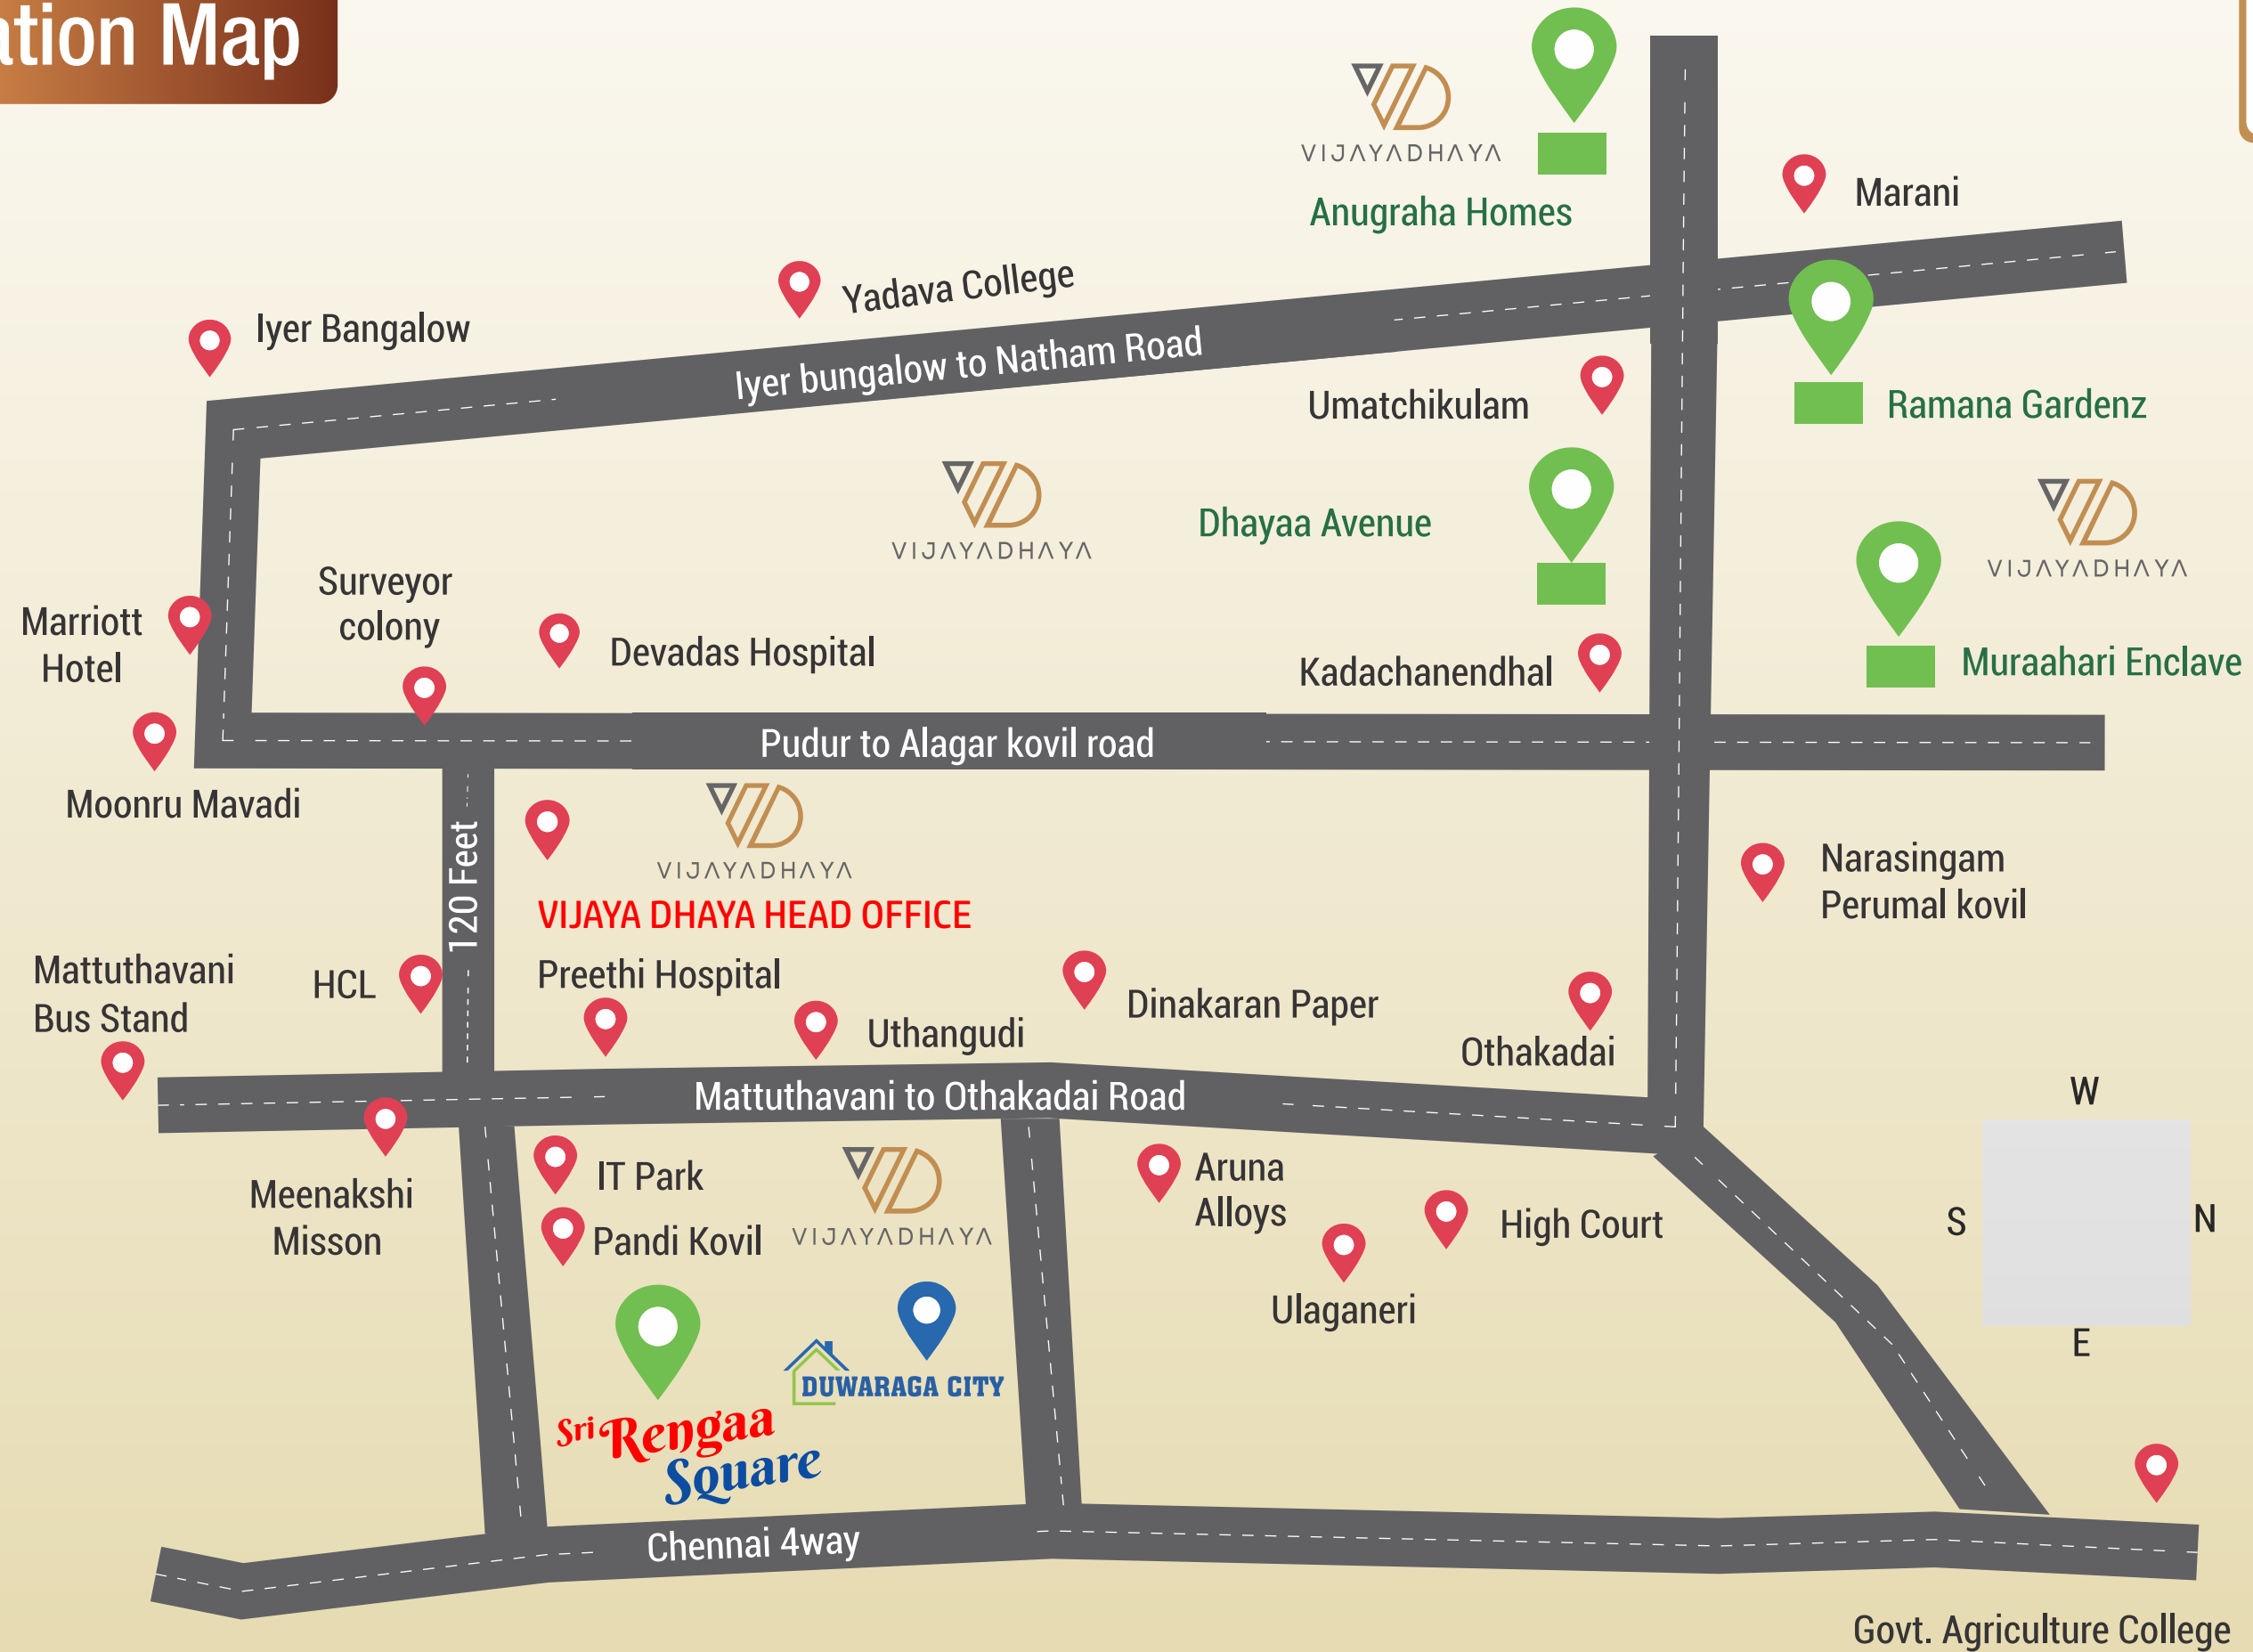 ation Map
VIJAYADHAYA
Anugraha Homes
Marani
Yadava College
Iyer Bangalow
Iyer bungalow to Natham Road
Umatchikulam
Ramana Gardenz
VIJAYADHAYA
Dhayaa Avenue
VIJAYADHAYA
Surveyor
colony
Marriott
Hotel
Devadas Hospital
Kadachanendhal
Muraahari Enclave
Pudur to Alagar kovil road
Moonru Mavadi
120 Feet
VIJAYADHAYA
VIJAYA DHAYA HEAD OFFICE
Narasingam
Perumal kovil
Mattuthavani
Bus Stand
HCL
Preethi Hospital
Uthangudi
Dinakaran Paper
Othakadai
Mattuthavani to Othakadai Road
W
S
N
E
Meenakshi
Misson
IT Park
Pandi Kovil
VIJAYADHAYA
Aruna
Alloys
High Court
Ulaganeri
DUWARAGA CITY
Sri Rengaa
Square
Chennai 4way
Govt. Agriculture College